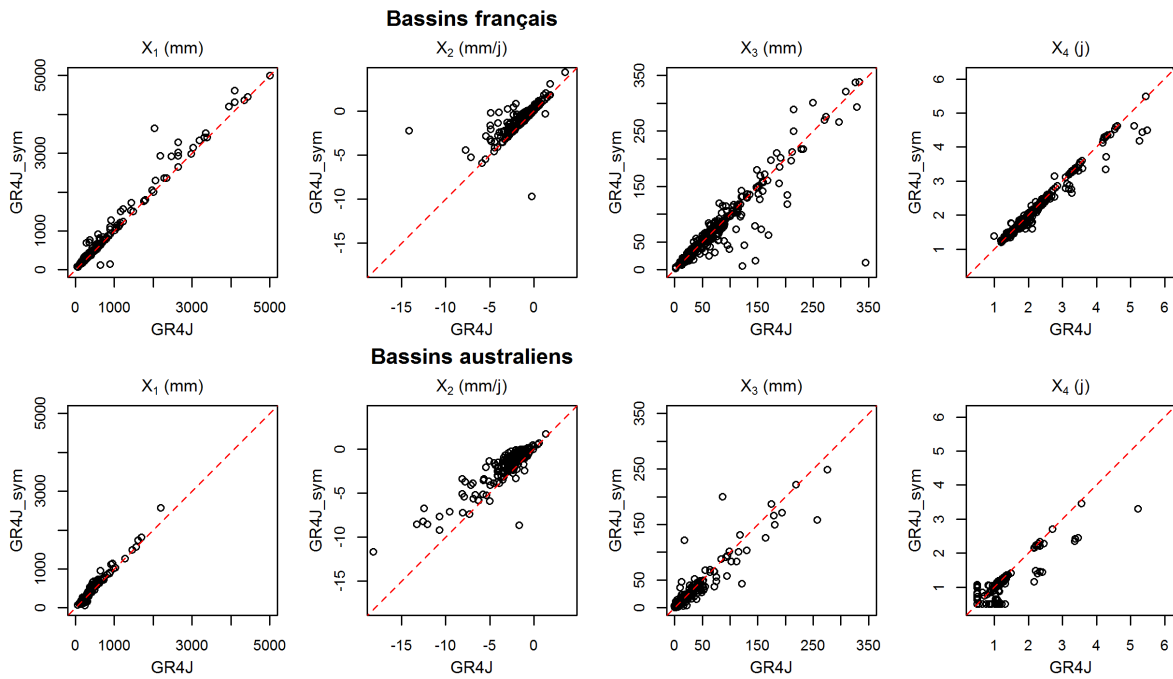 Bassins français
X₁ (mm) X₂ (mm/j) X₃ (mm) X₄ (j)
GR4J_sym GR4J_sym GR4J_sym GR4J_sym
5000 0 350 6
3000 -5 250 5
1000 -10 150 4
0 -15 50 3
0 2
1
0 1000 3000 5000 -15 -10 -5 0 0 50 150 250 350 1 2 3 4 5 6
GR4J GR4J GR4J GR4J
Bassins australiens
X₁ (mm) X₂ (mm/j) X₃ (mm) X₄ (j)
GR4J_sym GR4J_sym GR4J_sym GR4J_sym
5000 0 350 6
3000 -5 250 5
1000 -10 150 4
0 -15 50 3
0 2
1
0 1000 3000 5000 -15 -10 -5 0 0 50 150 250 350 1 2 3 4 5 6
GR4J GR4J GR4J GR4J